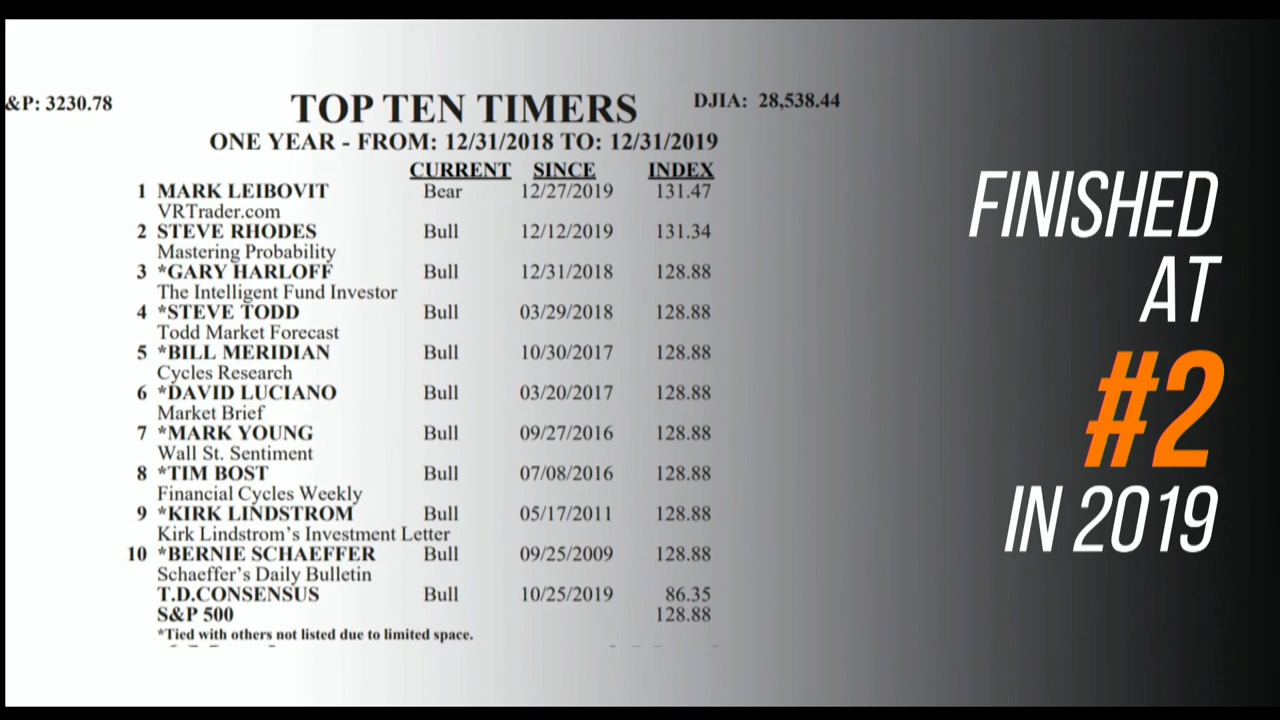 &P: 3230.78
TOP TEN TIMERS
DJIA: 28,538.44
ONE YEAR - FROM: 12/31/2018 TO: 12/31/2019
CURRENT SINCE INDEX
1 MARK LEIBOVIT Bear 12/27/2019 131.47
VRTrader.com
2 STEVE RHODES Bull 12/12/2019 131.34
Mastering Probability
3 *GARY HARLOFF Bull 12/31/2018 128.88
The Intelligent Fund Investor
4 *STEVE TODD Bull 03/29/2018 128.88
Todd Market Forecast
5 *BILL MERIDIAN Bull 10/30/2017 128.88
Cycles Research
6 *DAVID LUCIANO Bull 03/20/2017 128.88
Market Brief
7 *MARK YOUNG Bull 09/27/2016 128.88
Wall St. Sentiment
8 *TIM BOST Bull 07/08/2016 128.88
Financial Cycles Weekly
9 *KIRK LINDSTROM Bull 05/17/2011 128.88
Kirk Lindstrom's Investment Letter
10 *BERNIE SCHAEFFER Bull 09/25/2009 128.88
Schaeffer's Daily Bulletin
T.D.CONSENSUS Bull 10/25/2019 86.35
S&P 500 128.88
*Tied with others not listed due to limited space.
FINISHED
AT
#2
IN 2019